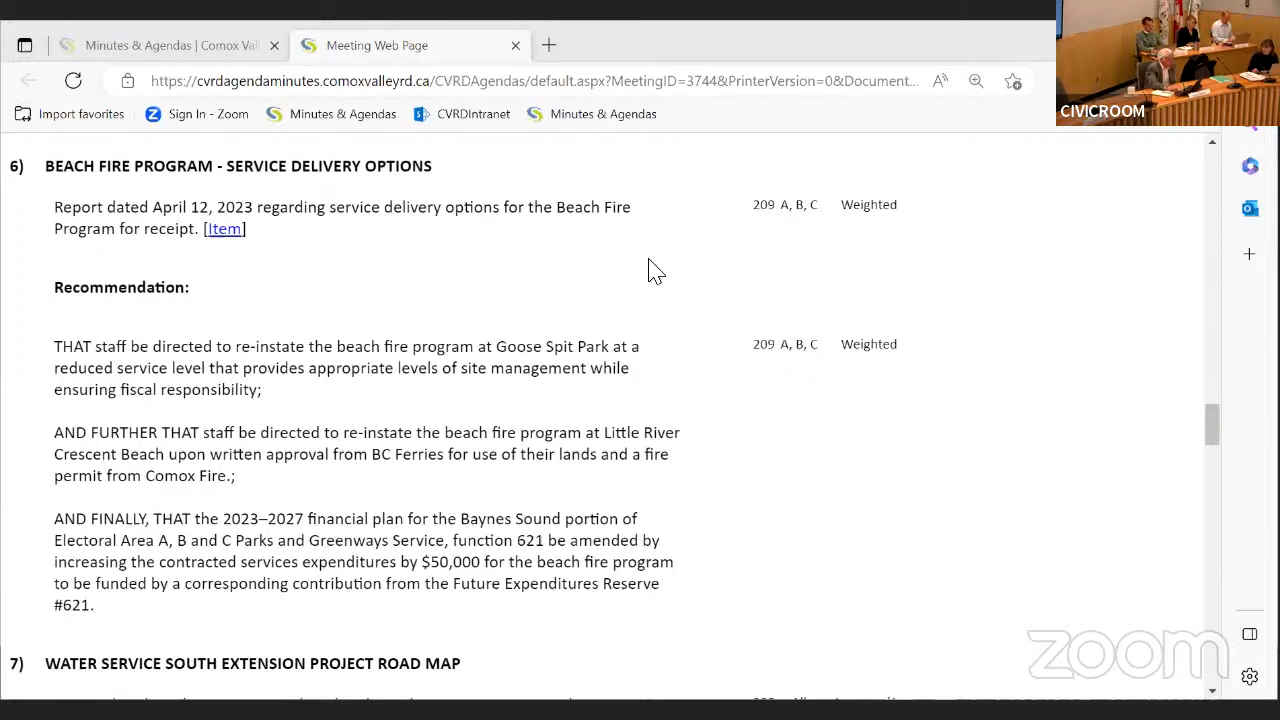 Minutes & Agendas | Comox Vall
Meeting Web Page
https://cvrdagendaminutes.comoxvalleyrd.ca/CVRDAgendas/default.aspx?MeetingID=3744&PrinterVersion=0&Document...
CIVICROOM
Import favorites
Sign In - Zoom
Minutes & Agendas
CVRDIntranet
Minutes & Agendas
6) BEACH FIRE PROGRAM - SERVICE DELIVERY OPTIONS
Report dated April 12, 2023 regarding service delivery options for the Beach Fire 209 A, B, C Weighted
Program for receipt. [Item]
Recommendation:
THAT staff be directed to re-instate the beach fire program at Goose Spit Park at a 209 A, B, C Weighted
reduced service level that provides appropriate levels of site management while
ensuring fiscal responsibility;
AND FURTHER THAT staff be directed to re-instate the beach fire program at Little River
Crescent Beach upon written approval from BC Ferries for use of their lands and a fire
permit from Comox Fire.;
AND FINALLY, THAT the 2023–2027 financial plan for the Baynes Sound portion of
Electoral Area A, B and C Parks and Greenways Service, function 621 be amended by
increasing the contracted services expenditures by $50,000 for the beach fire program
to be funded by a corresponding contribution from the Future Expenditures Reserve
#621.
7) WATER SERVICE SOUTH EXTENSION PROJECT ROAD MAP
zoom